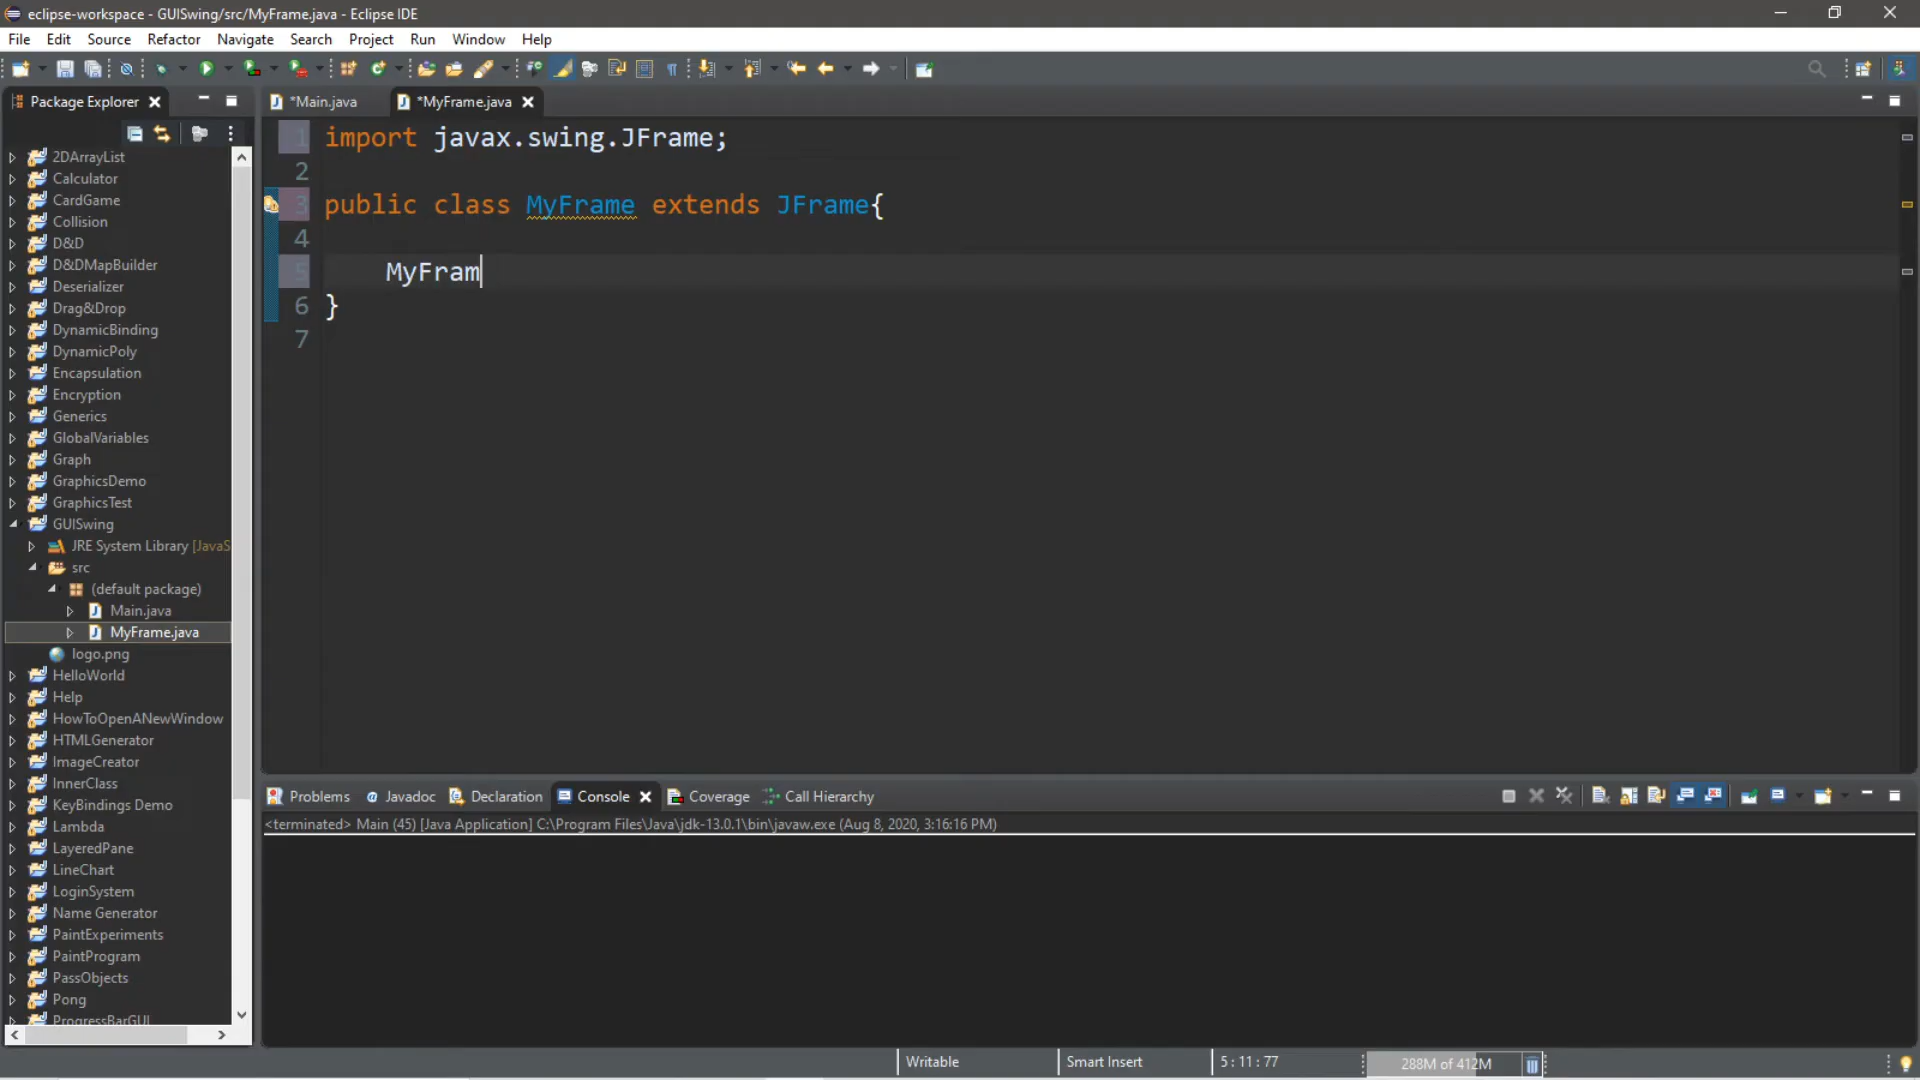 eclipse-workspace - GUISwing/src/MyFrame.java - Eclipse IDE
File Edit Source Refactor Navigate Search Project Run Window Help
Package Explorer
*Main.java
*MyFrame.java
2DArrayList
Calculator
CardGame
Collision
D&D
D&DMapBuilder
Deserializer
Drag&Drop
DynamicBinding
DynamicPoly
Encapsulation
Encryption
Generics
GlobalVariables
Graph
GraphicsDemo
GraphicsTest
GUISwing
JRE System Library [JavaS
src
(default package)
Main.java
MyFrame.java
logo.png
HelloWorld
Help
HowToOpenANewWindow
HTMLGenerator
ImageCreator
InnerClass
KeyBindings Demo
Lambda
LayeredPane
LineChart
LoginSystem
Name Generator
PaintExperiments
PaintProgram
PassObjects
Pong
ProgressBarGUI
1 import javax.swing.JFrame;
2
3 public class MyFrame extends JFrame{
4
5 MyFram
6 }
7
Problems Javadoc Declaration Console Coverage Call Hierarchy
<terminated> Main (45) [Java Application] C:\Program Files\Java\jdk-13.0.1\bin\javaw.exe (Aug 8, 2020, 3:16:16 PM)
Writable Smart Insert 5 : 11 : 77 288M of 412M